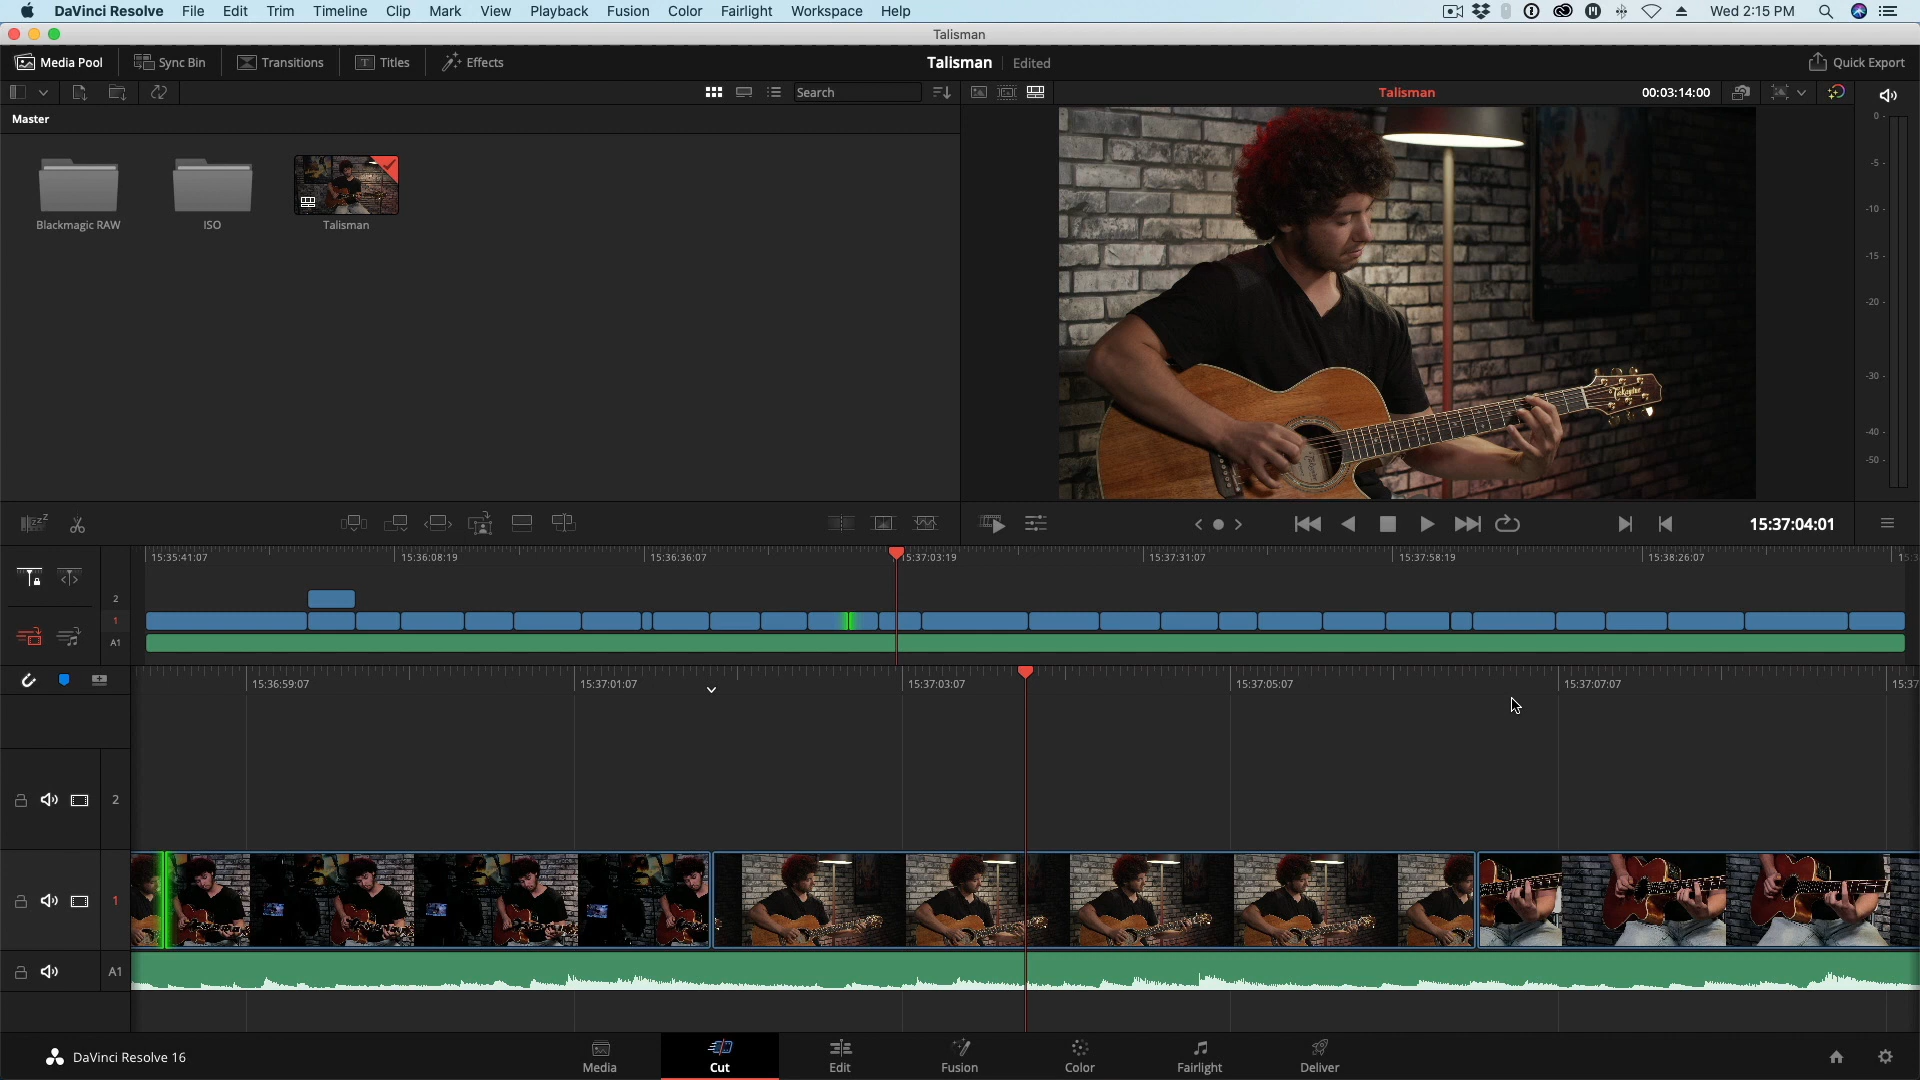 DaVinci Resolve File Edit Trim Timeline Clip Mark View Playback Fusion Color Fairlight Workspace Help Wed 2:15 PM
Talisman
Media Pool Sync Bin Transitions Titles Effects Talisman Edited Quick Export
Search Talisman 00:03:14:00
Master
0 -
-5 -
-10 -
-15 -
-20 -
-30 -
-40 -
-50 -
Blackmagic RAW ISO Talisman
Takamine
15:37:04:01
15:35:41:07 15:36:08:19 15:36:36:07 15:37:03:19 15:37:31:07 15:37:58:19 15:38:26:07 15:3
2
1
A1
15:36:59:07 15:37:01:07 15:37:03:07 15:37:05:07 15:37:07:07 15:37
2
1
A1
DaVinci Resolve 16 Media Cut Edit Fusion Color Fairlight Deliver